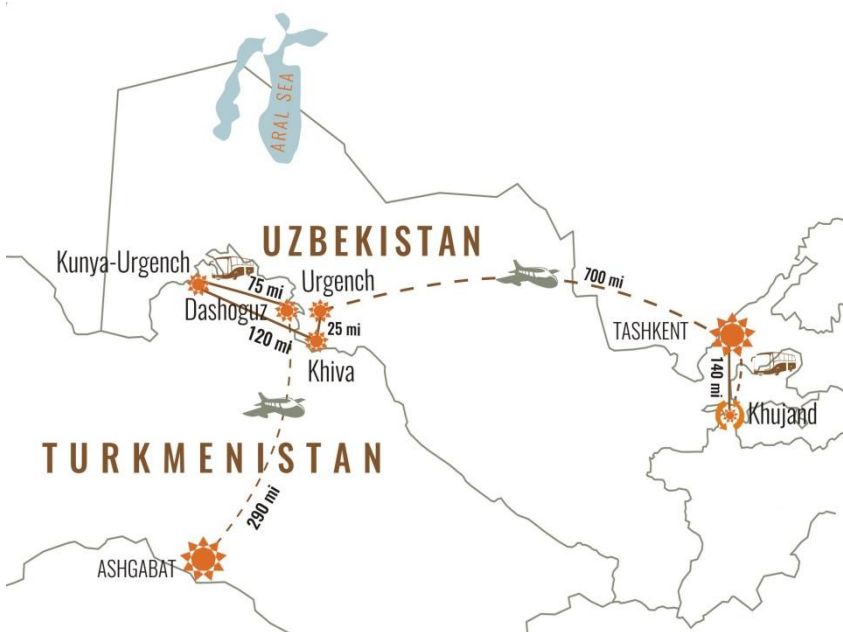 ARAL SEA
UZBEKISTAN
Kunya-Urgench
75 mi
Urgench
700 mi
Dashoguz
120 mi
25 mi
TASHKENT
Khiva
140 mi
Khujand
TURKMENISTAN
290 mi
ASHGABAT